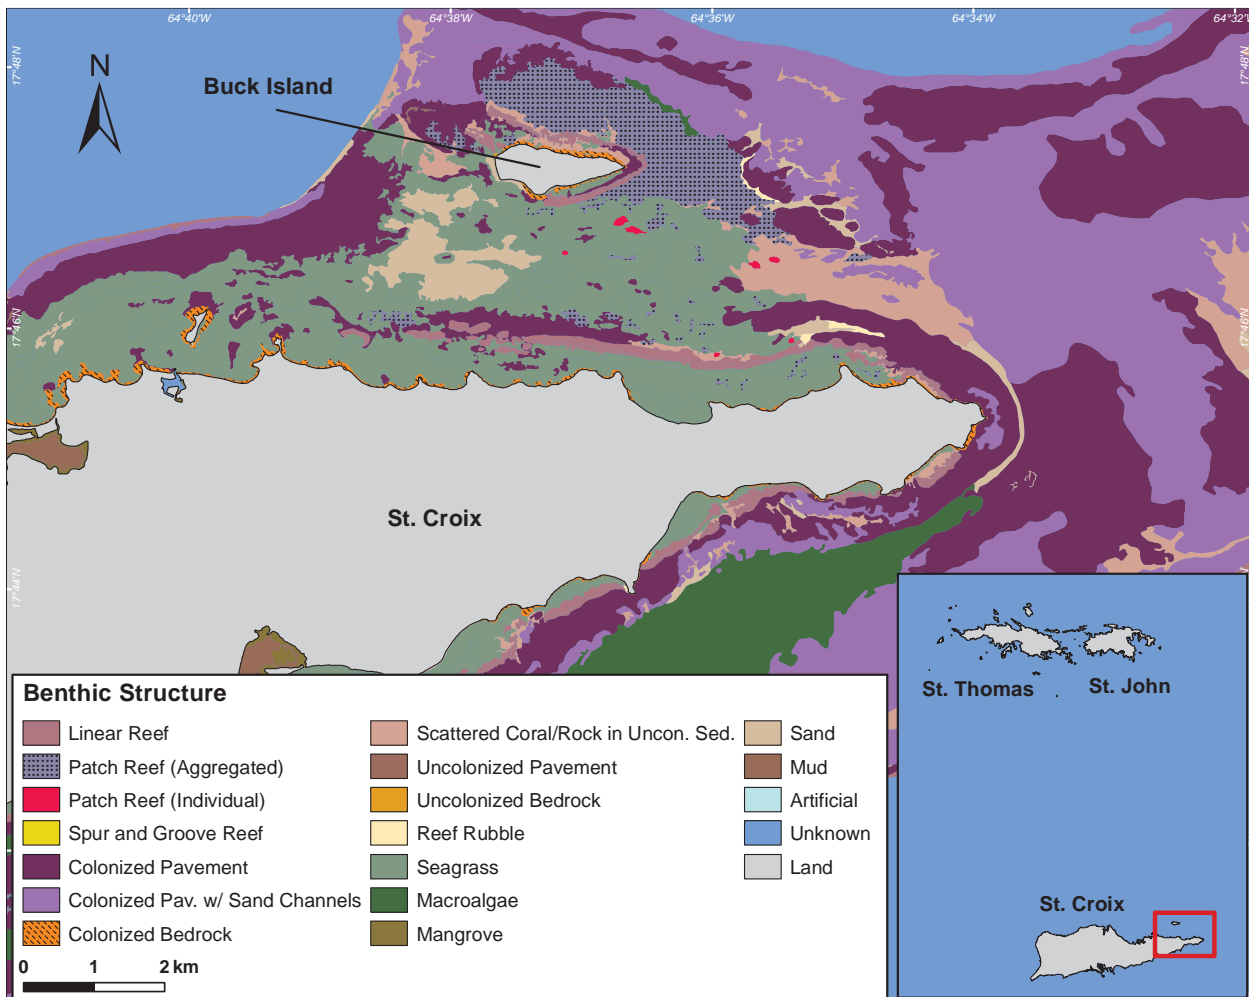 64°40'W
64°38'W
64°36'W
64°34'W
64°32'W
17°48'N
17°48'N
N
Buck Island
17°46'N
17°46'N
St. Croix
17°44'N
17°44'N
Benthic Structure
Linear Reef
Patch Reef (Aggregated)
Patch Reef (Individual)
Spur and Groove Reef
Colonized Pavement
Colonized Pav. w/ Sand Channels
Colonized Bedrock
Scattered Coral/Rock in Uncon. Sed.
Uncolonized Pavement
Uncolonized Bedrock
Reef Rubble
Seagrass
Macroalgae
Mangrove
Sand
Mud
Artificial
Unknown
Land
0 1 2 km
St. Thomas
St. John
St. Croix